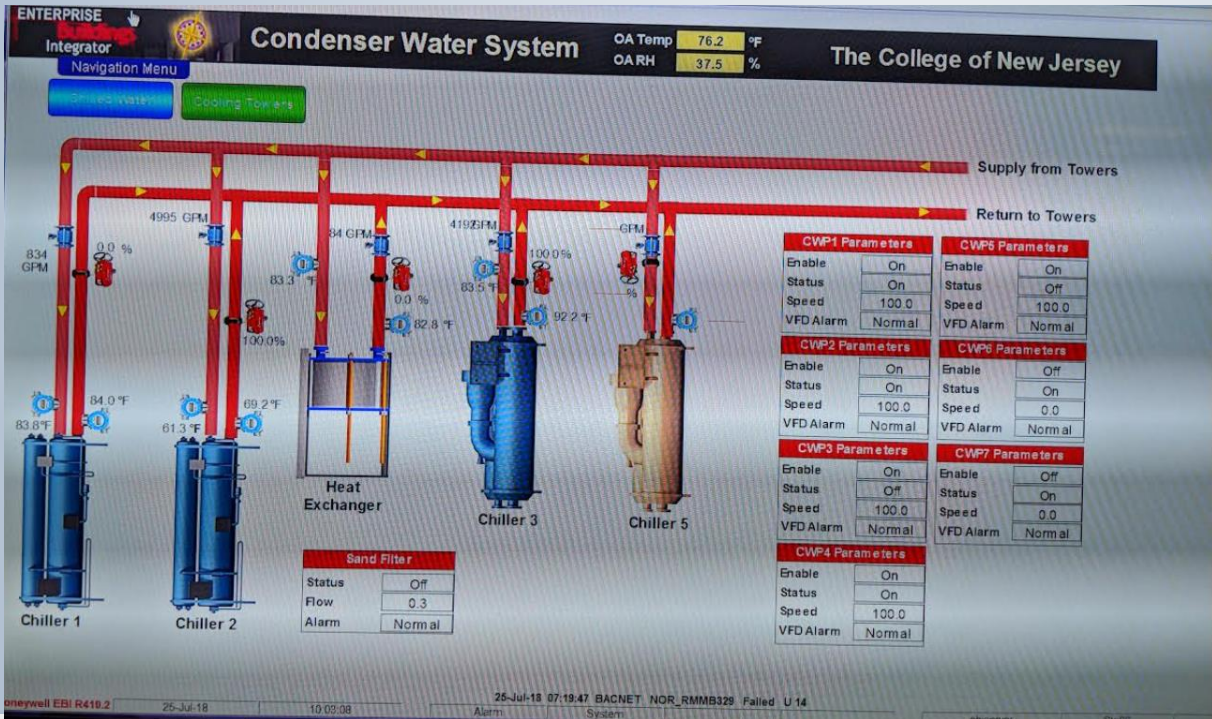 ENTERPRISE
Buildings
Integrator
Condenser Water System
OA Temp 76.2 °F
OA RH 37.5 %
The College of New Jersey
Navigation Menu
Chilled Water
Cooling Towers
Supply from Towers
Return to Towers
834
GPM
0.0 %
4995 GPM
100.0%
83.3 °F
84 GPM
0.0 %
82.8 °F
GPM
83.5 °F
100.0%
92.2 °F
GPM
%
83.8°F
84.0 °F
61.3 °F
69.2 °F
Chiller 1
Chiller 2
Heat
Exchanger
Chiller 3
Chiller 5
Sand Filter
Status Off
Flow 0.3
Alarm Normal
CWP1 Parameters
Enable On
Status On
Speed 100.0
VFD Alarm Normal
CWP2 Parameters
Enable On
Status On
Speed 100.0
VFD Alarm Normal
CWP3 Parameters
Enable On
Status Off
Speed 100.0
VFD Alarm Normal
CWP4 Parameters
Enable On
Status On
Speed 100.0
VFD Alarm Normal
CWP5 Parameters
Enable On
Status Off
Speed 100.0
VFD Alarm Normal
CWP6 Parameters
Enable Off
Status On
Speed 0.0
VFD Alarm Normal
CWP7 Parameters
Enable Off
Status On
Speed 0.0
VFD Alarm Normal
oneywell EBI R410.2
25-Jul-18
10:03:08
25-Jul-18 07:19:47 BACNET NOR_RMMB329 Failed U 14
Alarm
System